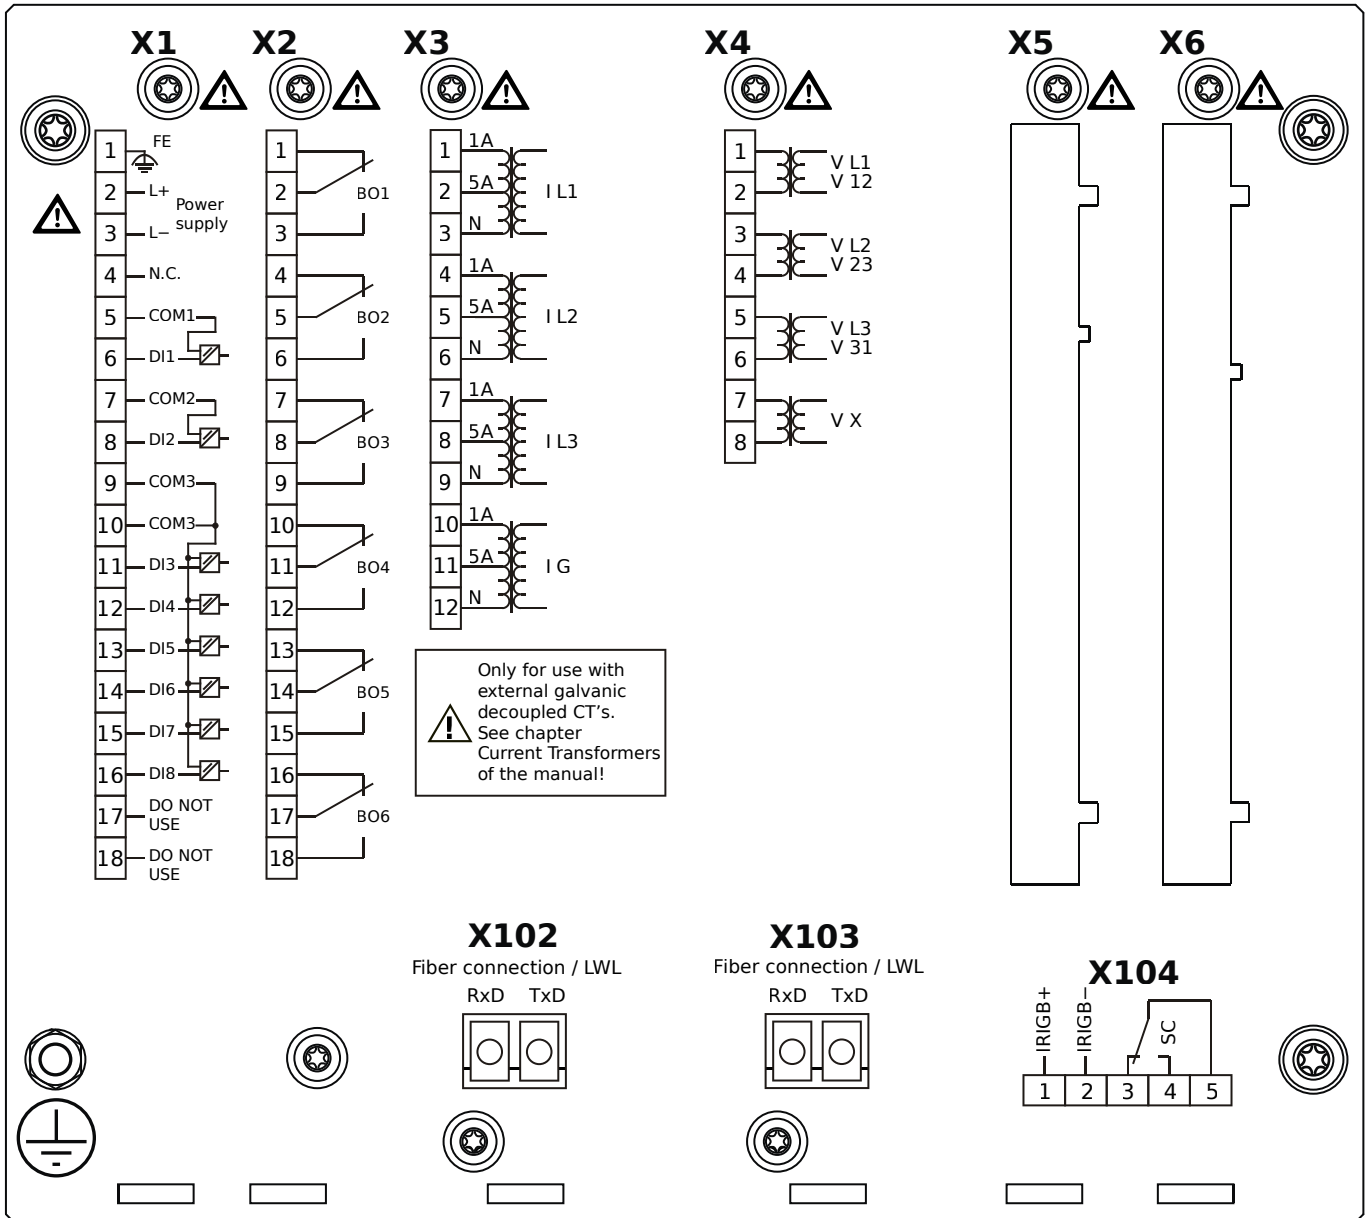 X1
X2
X3
X4
X5
X6
1 FE
2 L+
Power
supply
3 L−
4 N.C.
5 COM1
6 DI1
7 COM2
8 DI2
9 COM3
10 COM3
11 DI3
12 DI4
13 DI5
14 DI6
15 DI7
16 DI8
17 DO NOT
USE
18 DO NOT
USE
1
2 BO1
3
4
5 BO2
6
7
8 BO3
9
10
11 BO4
12
13
14 BO5
15
16
17 BO6
18
1 1A
2 5A I L1
3 N
4 1A
5 5A I L2
6 N
7 1A
8 5A I L3
9 N
10 1A
11 5A I G
12 N
Only for use with
external galvanic
decoupled CT's.
See chapter
Current Transformers
of the manual!
1 V L1
2 V 12
3 V L2
4 V 23
5 V L3
6 V 31
7 V X
8
X102
Fiber connection / LWL
RxD TxD
X103
Fiber connection / LWL
RxD TxD
X104
IRIGB+
IRIGB−
SC
1 2 3 4 5